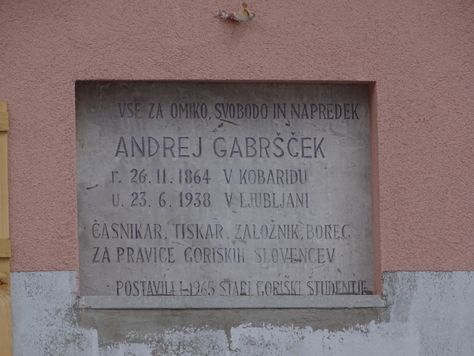 VSE ZA OMIKO, SVOBODO IN NAPREDEK
ANDREJ GABRŠČEK
r. 26. 11. 1864 V KOBARIDU
u. 23. 6. 1938 V LJUBLJANI
ČASNIKAR, TISKAR, ZALOŽNIK, BOREC
ZA PRAVICE GORIŠKIH SLOVENCEV
POSTAVILI 1965 STARI GORIŠKI ŠTUDENTJE